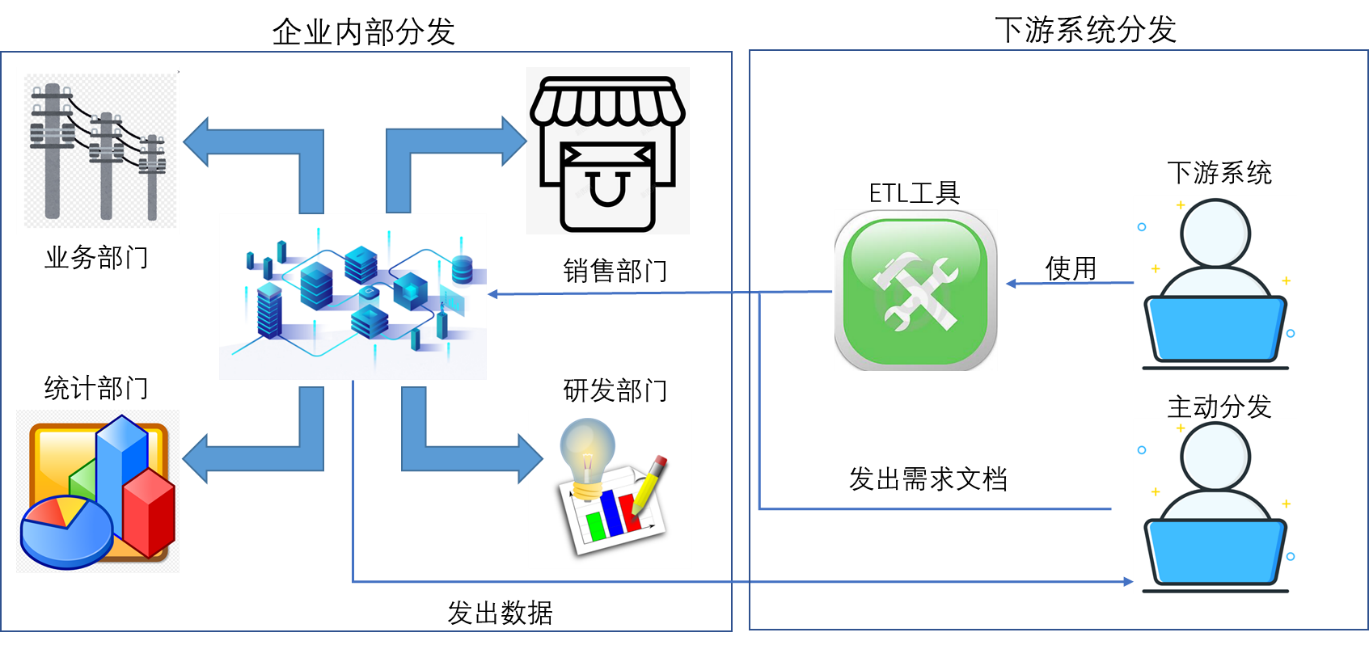 企业内部分发
下游系统分发
业务部门
销售部门
统计部门
研发部门
发出数据
ETL工具
使用
下游系统
主动分发
发出需求文档